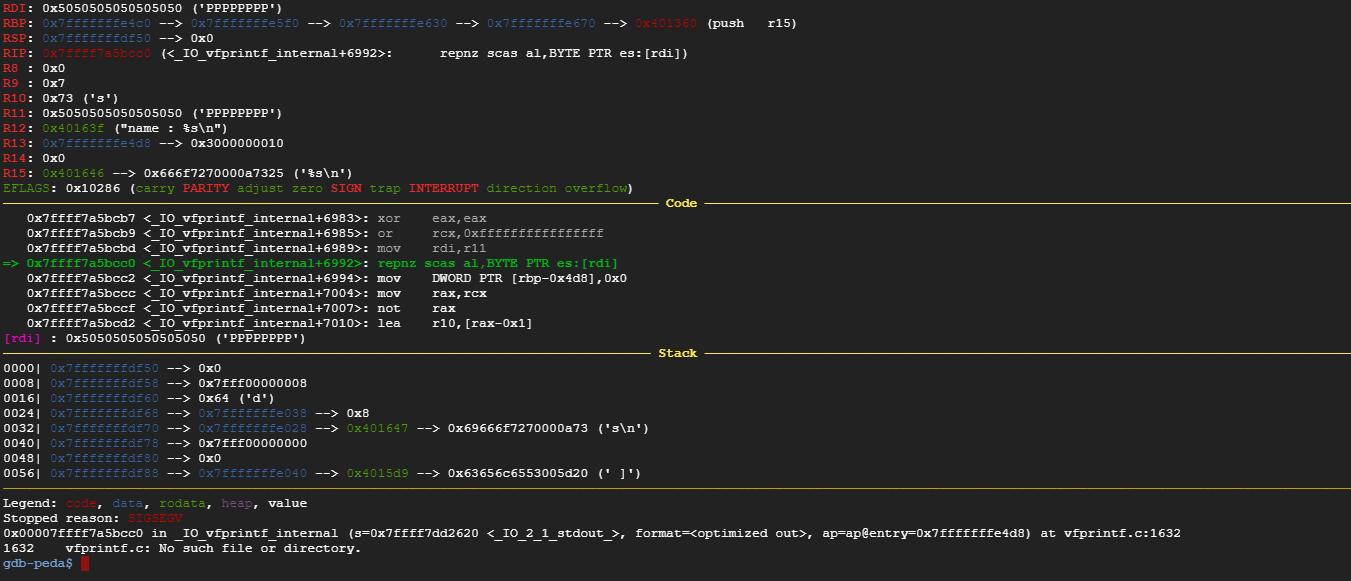 RDI: 0x5050505050505050 ('PPPPPPPP')
RBP: 0x7fffffffe4c0 --> 0x7fffffffe5f0 --> 0x7fffffffe630 --> 0x7fffffffe670 --> 0x401360 (push   r15)
RSP: 0x7fffffffdf50 --> 0x0
RIP: 0x7ffff7a5bcc0 (<_IO_vfprintf_internal+6992>:      repnz scas al,BYTE PTR es:[rdi])
R8 : 0x0
R9 : 0x7
R10: 0x73 ('s')
R11: 0x5050505050505050 ('PPPPPPPP')
R12: 0x40163f ("name : %s\n")
R13: 0x7fffffffe4d8 --> 0x3000000010
R14: 0x0
R15: 0x401646 --> 0x666f7270000a7325 ('%s\n')
EFLAGS: 0x10286 (carry PARITY adjust zero SIGN trap INTERRUPT direction overflow)
Code
0x7ffff7a5bcb7 <_IO_vfprintf_internal+6983>: xor    eax,eax
0x7ffff7a5bcb9 <_IO_vfprintf_internal+6985>: or     rcx,0xffffffffffffffff
0x7ffff7a5bcbd <_IO_vfprintf_internal+6989>: mov    rdi,r11
=> 0x7ffff7a5bcc0 <_IO_vfprintf_internal+6992>: repnz scas al,BYTE PTR es:[rdi]
0x7ffff7a5bcc2 <_IO_vfprintf_internal+6994>: mov    DWORD PTR [rbp-0x4d8],0x0
0x7ffff7a5bccc <_IO_vfprintf_internal+7004>: mov    rax,rcx
0x7ffff7a5bccf <_IO_vfprintf_internal+7007>: not    rax
0x7ffff7a5bcd2 <_IO_vfprintf_internal+7010>: lea    r10,[rax-0x1]
[rdi] : 0x5050505050505050 ('PPPPPPPP')
Stack
0000| 0x7fffffffdf50 --> 0x0
0008| 0x7fffffffdf58 --> 0x7fff00000008
0016| 0x7fffffffdf60 --> 0x64 ('d')
0024| 0x7fffffffdf68 --> 0x7fffffffe038 --> 0x8
0032| 0x7fffffffdf70 --> 0x7fffffffe028 --> 0x401647 --> 0x69666f7270000a73 ('s\n')
0040| 0x7fffffffdf78 --> 0x7fff00000000
0048| 0x7fffffffdf80 --> 0x0
0056| 0x7fffffffdf88 --> 0x7fffffffe040 --> 0x4015d9 --> 0x63656c6553005d20 (' ]')
Legend: code, data, rodata, heap, value
Stopped reason: SIGSEGV
0x00007ffff7a5bcc0 in _IO_vfprintf_internal (s=0x7ffff7dd2620 <_IO_2_1_stdout_>, format=<optimized out>, ap=ap@entry=0x7fffffffe4d8) at vfprintf.c:1632
1632    vfprintf.c: No such file or directory.
gdb-peda$